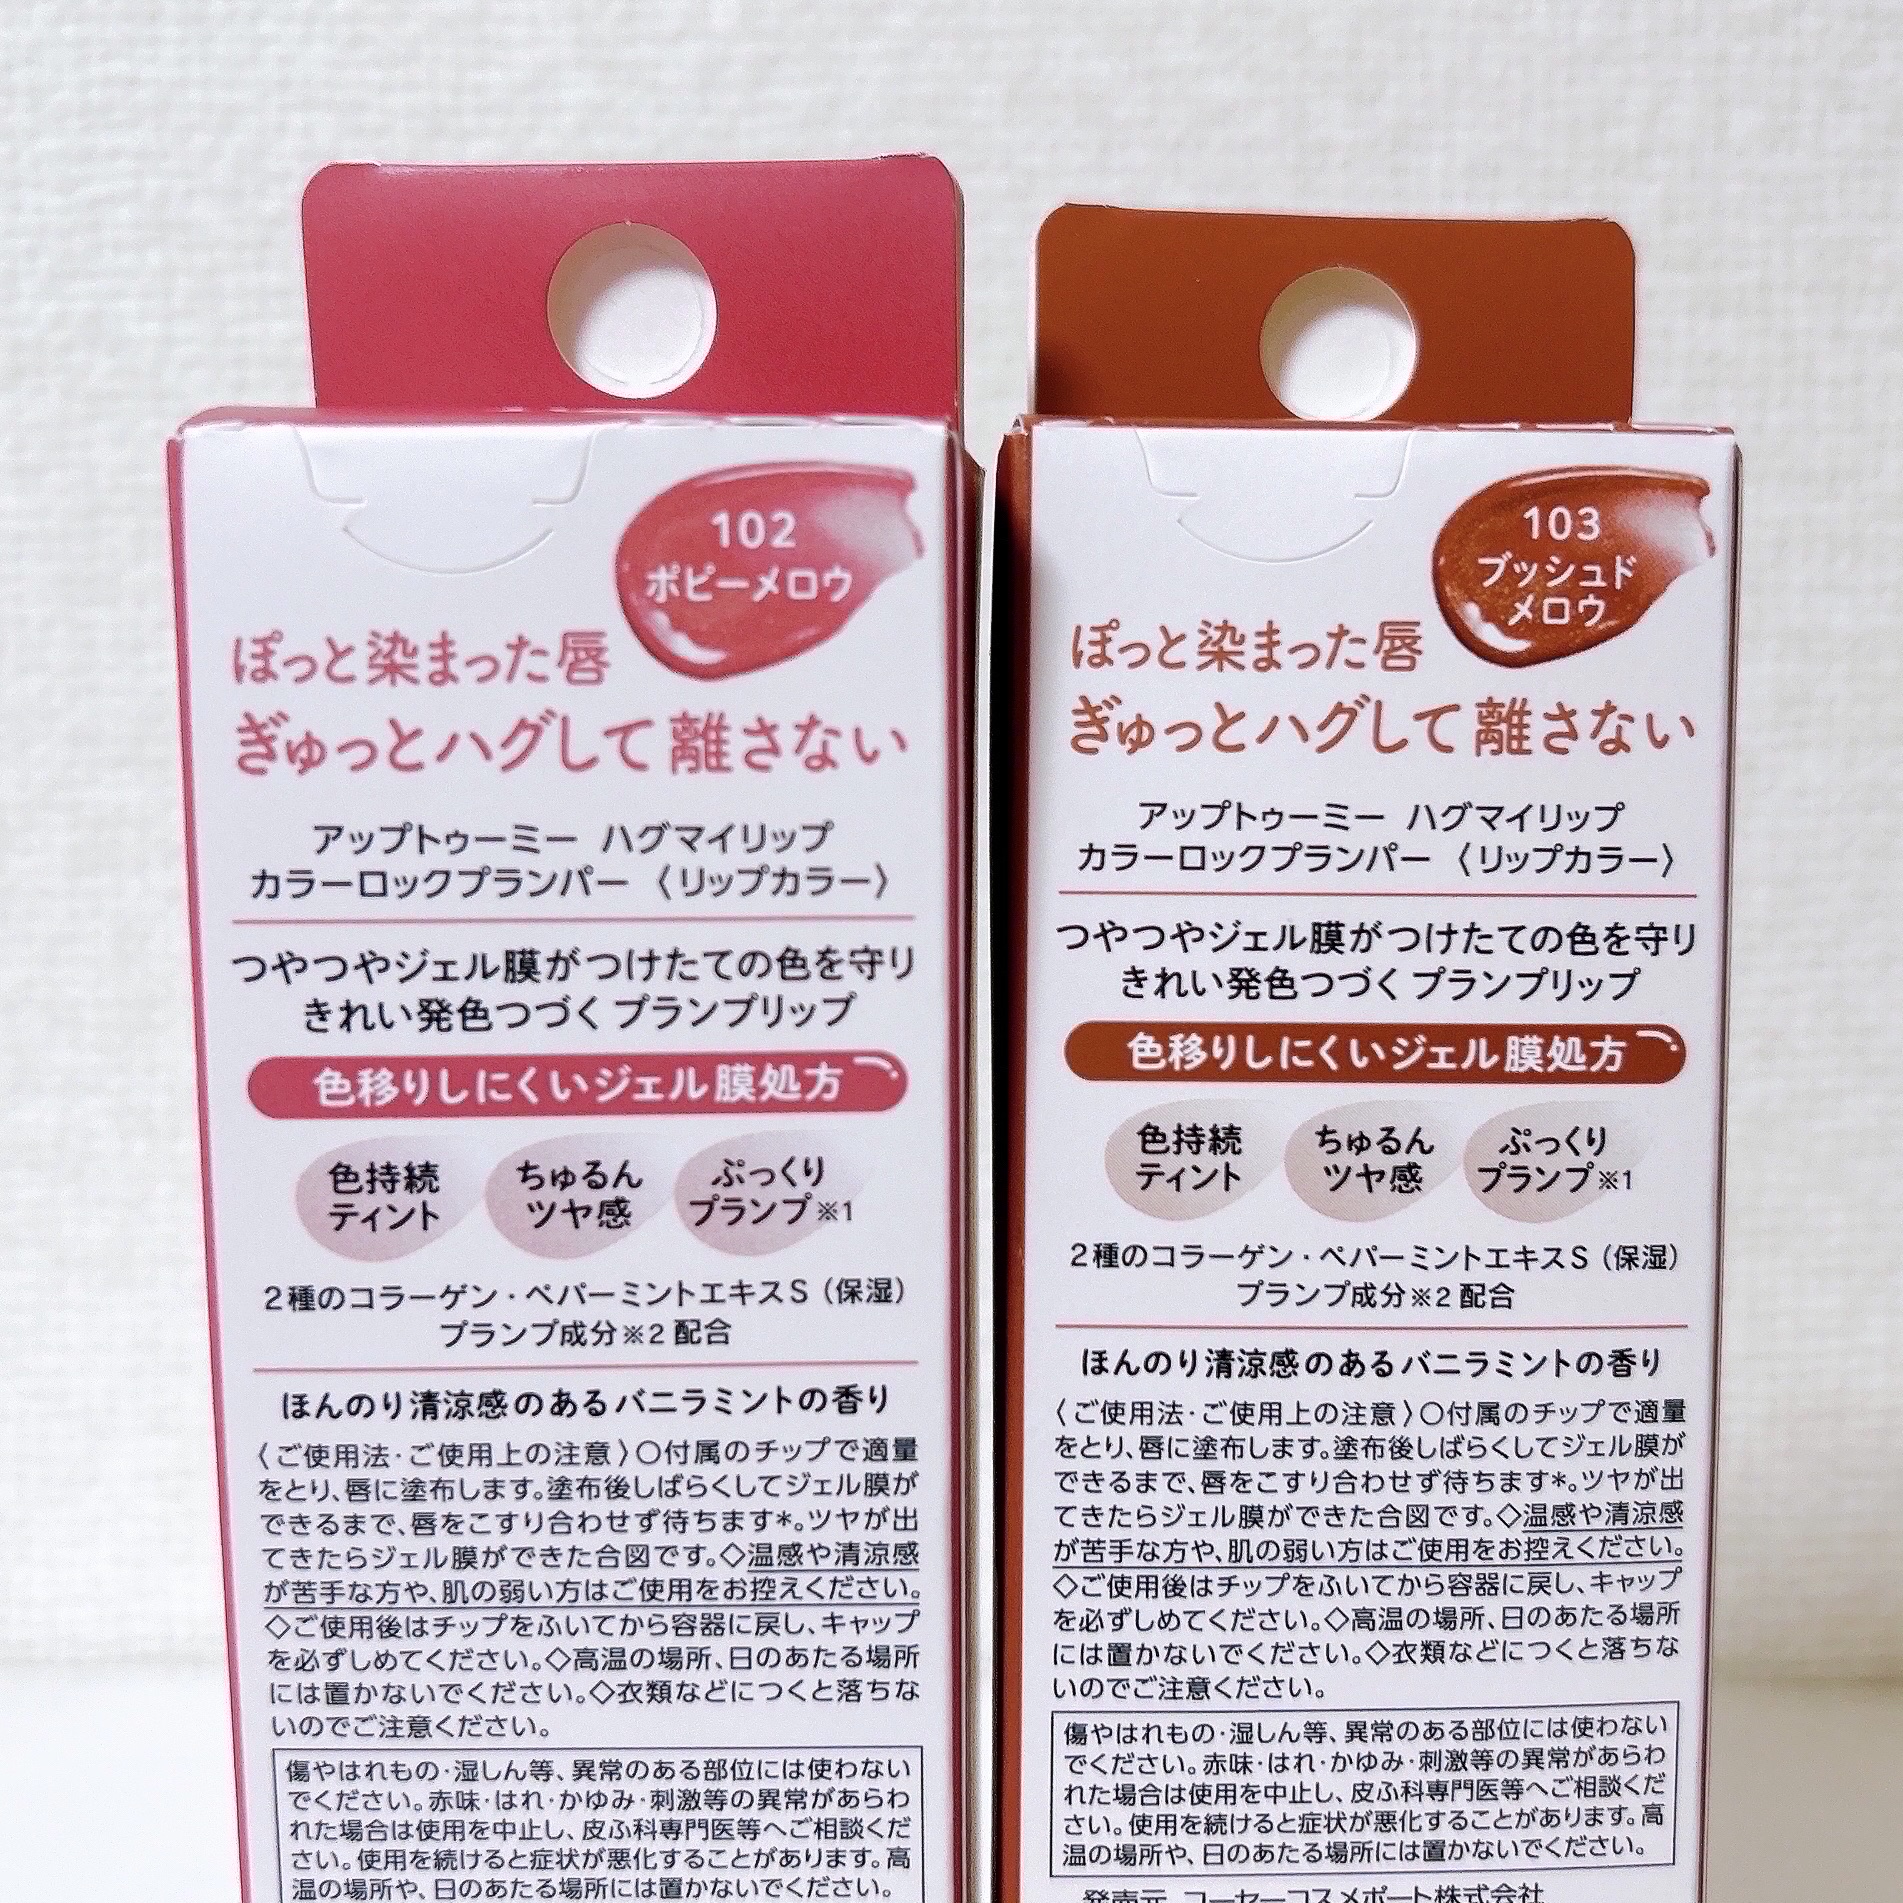 102
ポピーメロウ
ぽっと染まった唇
ぎゅっとハグして離さない
アップトゥーミー ハグマイリップ
カラーロックプランパー 〈リップカラー〉
つやつやジェル膜がつけたての色を守り
きれい発色つづくプランプリップ
色移りしにくいジェル膜処方
色持続
ティント
ちゅるん
ツヤ感
ぷっくり
プランプ※1
2種のコラーゲン・ペパーミントエキスS（保湿）
プランプ成分※2配合
ほんのり清涼感のあるバニラミントの香り
〈ご使用法・ご使用上の注意〉○付属のチップで適量
をとり、唇に塗布します。塗布後しばらくしてジェル膜が
できるまで、唇をこすり合わせず待ちます*。ツヤが出
てきたらジェル膜ができた合図です。◇温感や清涼感
が苦手な方や、肌の弱い方はご使用をお控えください。
◇ご使用後はチップをふいてから容器に戻し、キャップ
を必ずしめてください。◇高温の場所、日のあたる場所
には置かないでください。◇衣類などにつくと落ちな
いのでご注意ください。
傷やはれもの・湿しん等、異常のある部位には使わない
でください。赤味・はれ・かゆみ・刺激等の異常があらわ
れた場合は使用を中止し、皮ふ科専門医等へご相談くだ
さい。使用を続けると症状が悪化することがあります。高
温の場所や、日のあたる場所には置かないでください。
103
ブッシュド
メロウ
ぽっと染まった唇
ぎゅっとハグして離さない
アップトゥーミー ハグマイリップ
カラーロックプランパー 〈リップカラー〉
つやつやジェル膜がつけたての色を守り
きれい発色つづくプランプリップ
色移りしにくいジェル膜処方
色持続
ティント
ちゅるん
ツヤ感
ぷっくり
プランプ※1
2種のコラーゲン・ペパーミントエキスS（保湿）
プランプ成分※2配合
ほんのり清涼感のあるバニラミントの香り
〈ご使用法・ご使用上の注意〉○付属のチップで適量
をとり、唇に塗布します。塗布後しばらくしてジェル膜が
できるまで、唇をこすり合わせず待ちます*。ツヤが出
てきたらジェル膜ができた合図です。◇温感や清涼感
が苦手な方や、肌の弱い方はご使用をお控えください。
◇ご使用後はチップをふいてから容器に戻し、キャップ
を必ずしめてください。◇高温の場所、日のあたる場所
には置かないでください。◇衣類などにつくと落ちな
いのでご注意ください。
傷やはれもの・湿しん等、異常のある部位には使わない
でください。赤味・はれ・かゆみ・刺激等の異常があらわ
れた場合は使用を中止し、皮ふ科専門医等へご相談くだ
さい。使用を続けると症状が悪化することがあります。高
温の場所や、日のあたる場所には置かないでください。
発売元 コーセーコスメポート株式会社